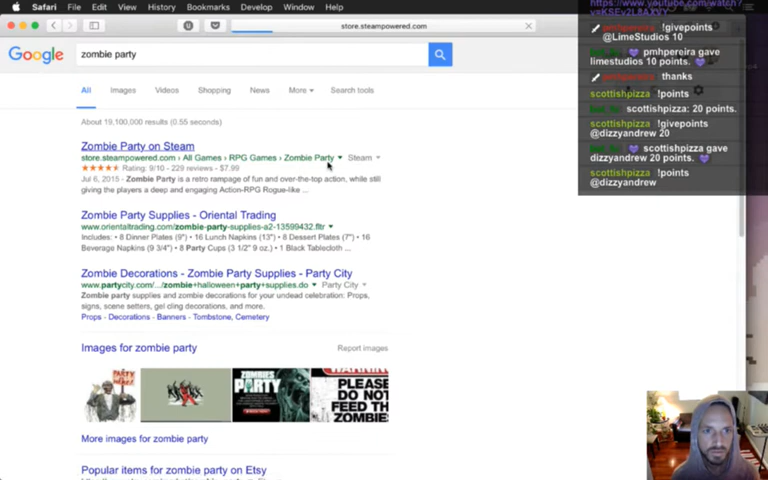 Safari File Edit View History Bookmarks Develop Window Help
store.steampowered.com
Google zombie party
All Images Videos Shopping News More Search tools
About 19,100,000 results (0.55 seconds)
Zombie Party on Steam
store.steampowered.com › All Games › RPG Games › Zombie Party Steam
Rating: 9/10 - 229 reviews - $7.99
Jul 6, 2015 - Zombie Party is a retro rampage of fun and over-the-top action, while still
giving the players a deep and engaging Action-RPG Rogue-like ...
Zombie Party Supplies - Oriental Trading
www.orientaltrading.com/zombie-party-supplies-a2-13599432.fltr
Includes: • 8 Dinner Plates (9") • 16 Lunch Napkins (13") • 8 Dessert Plates (7") • 16
Beverage Napkins (9 3/4") • 8 Party Cups (3 1/2" 9 oz.) • 1 Black Tablecloth ...
Zombie Decorations - Zombie Party Supplies - Party City
www.partycity.com/.../zombie+halloween+party+supplies.do Party City
Zombie party supplies and zombie decorations for your undead celebration. Props,
signs, scene setters, gel cling decorations, and more.
Props - Decorations - Banners - Tombstone, Cemetery
Images for zombie party Report images
PARTY
ZOMBIES
PARTY
PLEASE
DO NOT
FEED THE
ZOMBIES
More images for zombie party
Popular items for zombie party on Etsy
https://www.youtube.com/watch?
pmhpereira !givepoints
@LimeStudios 10
pmhpereira gave
limestudios 10 points.
thanks
scottishpizza !points
scottishpizza: 20 points.
scottishpizza !givepoints
@dizzyandrew 20
scottishpizza gave
dizzyandrew 20 points.
scottishpizza !points
@dizzyandrew